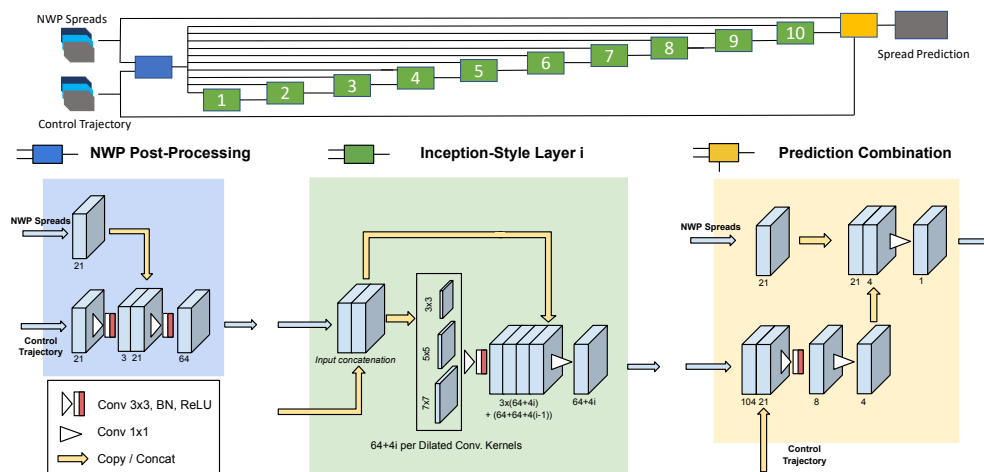 NWP Spreads
Control Trajectory
1
2
3
4
5
6
7
8
9
10
Spread Prediction
NWP Post-Processing
Inception-Style Layer i
Prediction Combination
NWP Spreads
21
Control
Trajectory
21
3 21
64
Conv 3x3, BN, ReLU
Conv 1x1
Copy / Concat
Input concatenation
3x3
5x5
7x7
3x(64+4i)
+ (64+64+4(i-1))
64+4i
64+4i per Dilated Conv. Kernels
NWP Spreads
21
21 4
1
104 21
8
4
Control
Trajectory